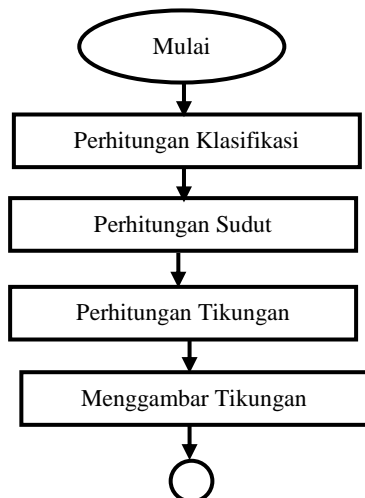 Mulai
Perhitungan Klasifikasi
Perhitungan Sudut
Perhitungan Tikungan
Menggambar Tikungan